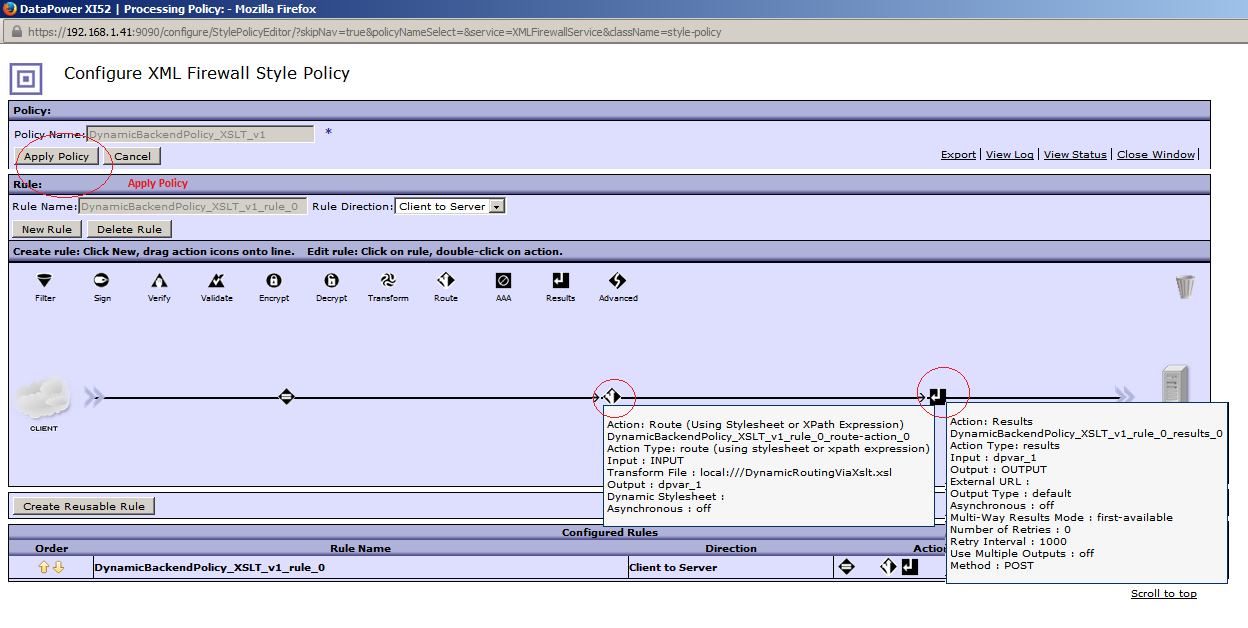 DataPower XI52 | Processing Policy: - Mozilla Firefox
https://192.168.1.41:9090/configure/StylePolicyEditor/?skipNav=true&policyNameSelect=&service=XMLFirewallService&className=style-policy
Configure XML Firewall Style Policy
Policy:
Policy Name: DynamicBackendPolicy_XSLT_v1 *
Apply Policy Cancel Export | View Log | View Status | Close Window |
Rule: Apply Policy
Rule Name: DynamicBackendPolicy_XSLT_v1_rule_0 Rule Direction: Client to Server
New Rule Delete Rule
Create rule: Click New, drag action icons onto line. Edit rule: Click on rule, double-click on action.
Filter Sign Verify Validate Encrypt Decrypt Transform Route AAA Results Advanced
CLIENT
Action: Route (Using Stylesheet or XPath Expression)
DynamicBackendPolicy_XSLT_v1_rule_0_route-action_0
Action Type: route (using stylesheet or xpath expression)
Input : INPUT
Transform File : local:///DynamicRoutingViaXslt.xsl
Output : dpvar_1
Dynamic Stylesheet :
Asynchronous : off
Action: Results
DynamicBackendPolicy_XSLT_v1_rule_0_results_0
Action Type: results
Input : dpvar_1
Output : OUTPUT
External URL :
Output Type : default
Asynchronous : off
Multi-Way Results Mode : first-available
Number of Retries : 0
Retry Interval : 1000
Use Multiple Outputs : off
Method : POST
Create Reusable Rule
Configured Rules
Order Rule Name Direction Actio
DynamicBackendPolicy_XSLT_v1_rule_0 Client to Server
Scroll to top